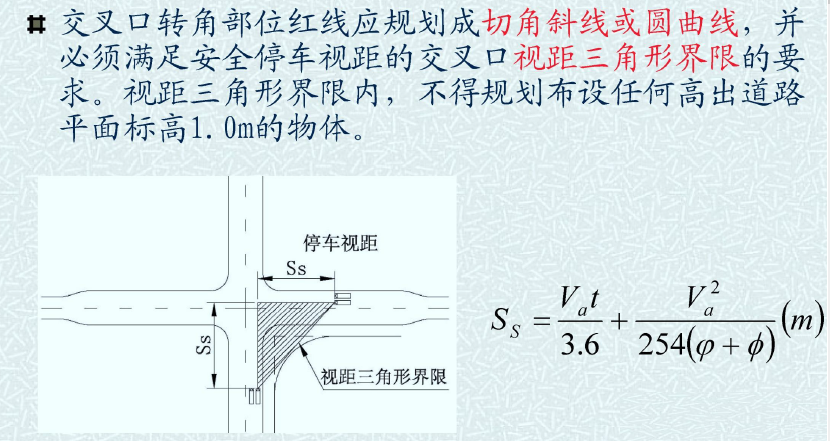 交叉口转角部位红线应规划成切角斜线或圆曲线，并
必须满足安全停车视距的交叉口视距三角形界限的要
求。视距三角形界限内，不得规划布设任何高出道路
平面标高1.0m的物体。
停车视距
Ss
Ss
视距三角形界限
S_S = V_a t / 3.6 + V_a² / 254(φ + ϕ) (m)